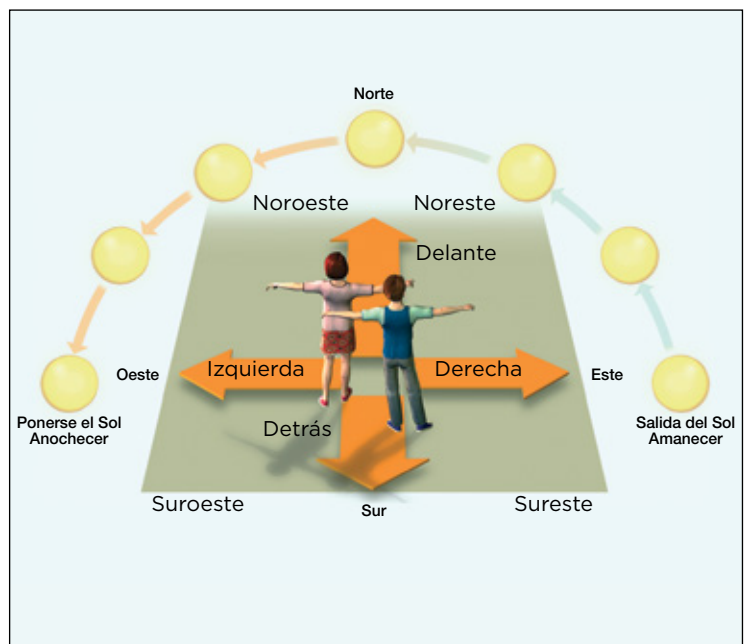 Norte
Noroeste
Noreste
Delante
Oeste
Izquierda
Derecha
Este
Ponerse el Sol
Anochecer
Salida del Sol
Amanecer
Detrás
Suroeste
Sur
Sureste